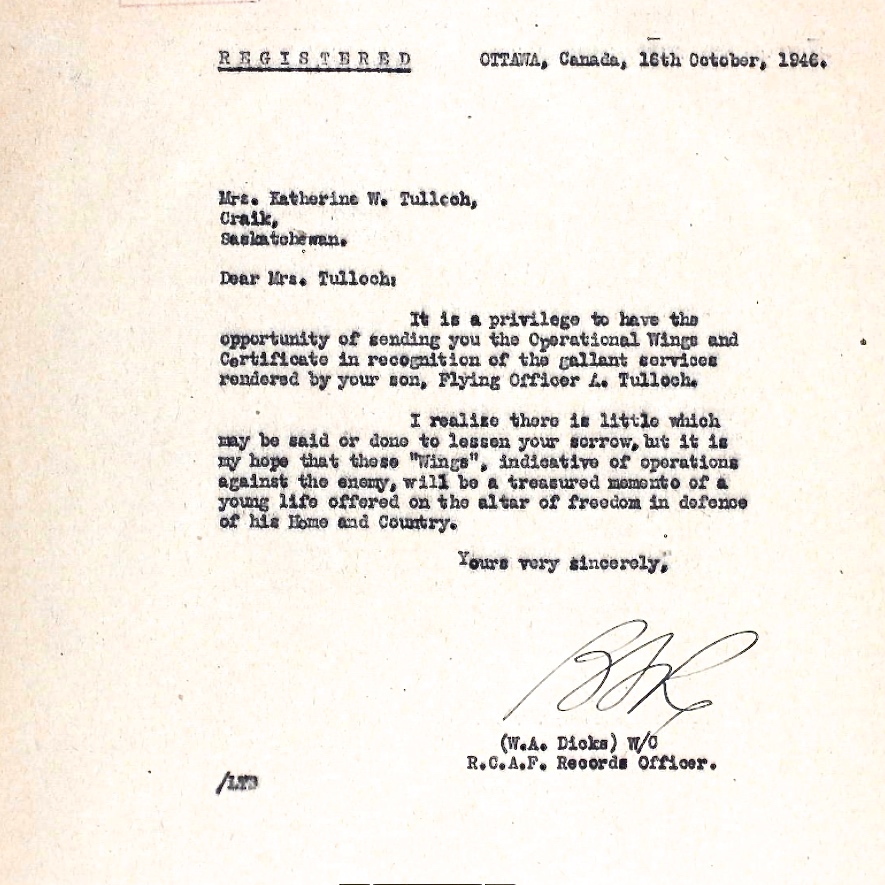 R E G I S T E R E D OTTAWA, Canada, 16th October, 1946.
Mrs. Katherine W. Tulloch,
Craik,
Saskatchewan.
Dear Mrs. Tulloch:
It is a privilege to have the
opportunity of sending you the Operational Wings and
Certificate in recognition of the gallant services
rendered by your son, Flying Officer A. Tulloch.
I realize there is little which
may be said or done to lessen your sorrow, but it is
my hope that these "Wings", indicative of operations
against the enemy, will be a treasured memento of a
young life offered on the altar of freedom in defence
of his Home and Country.
Yours very sincerely,
(W.A. Dicks) W/C
R.C.A.F. Records Officer.